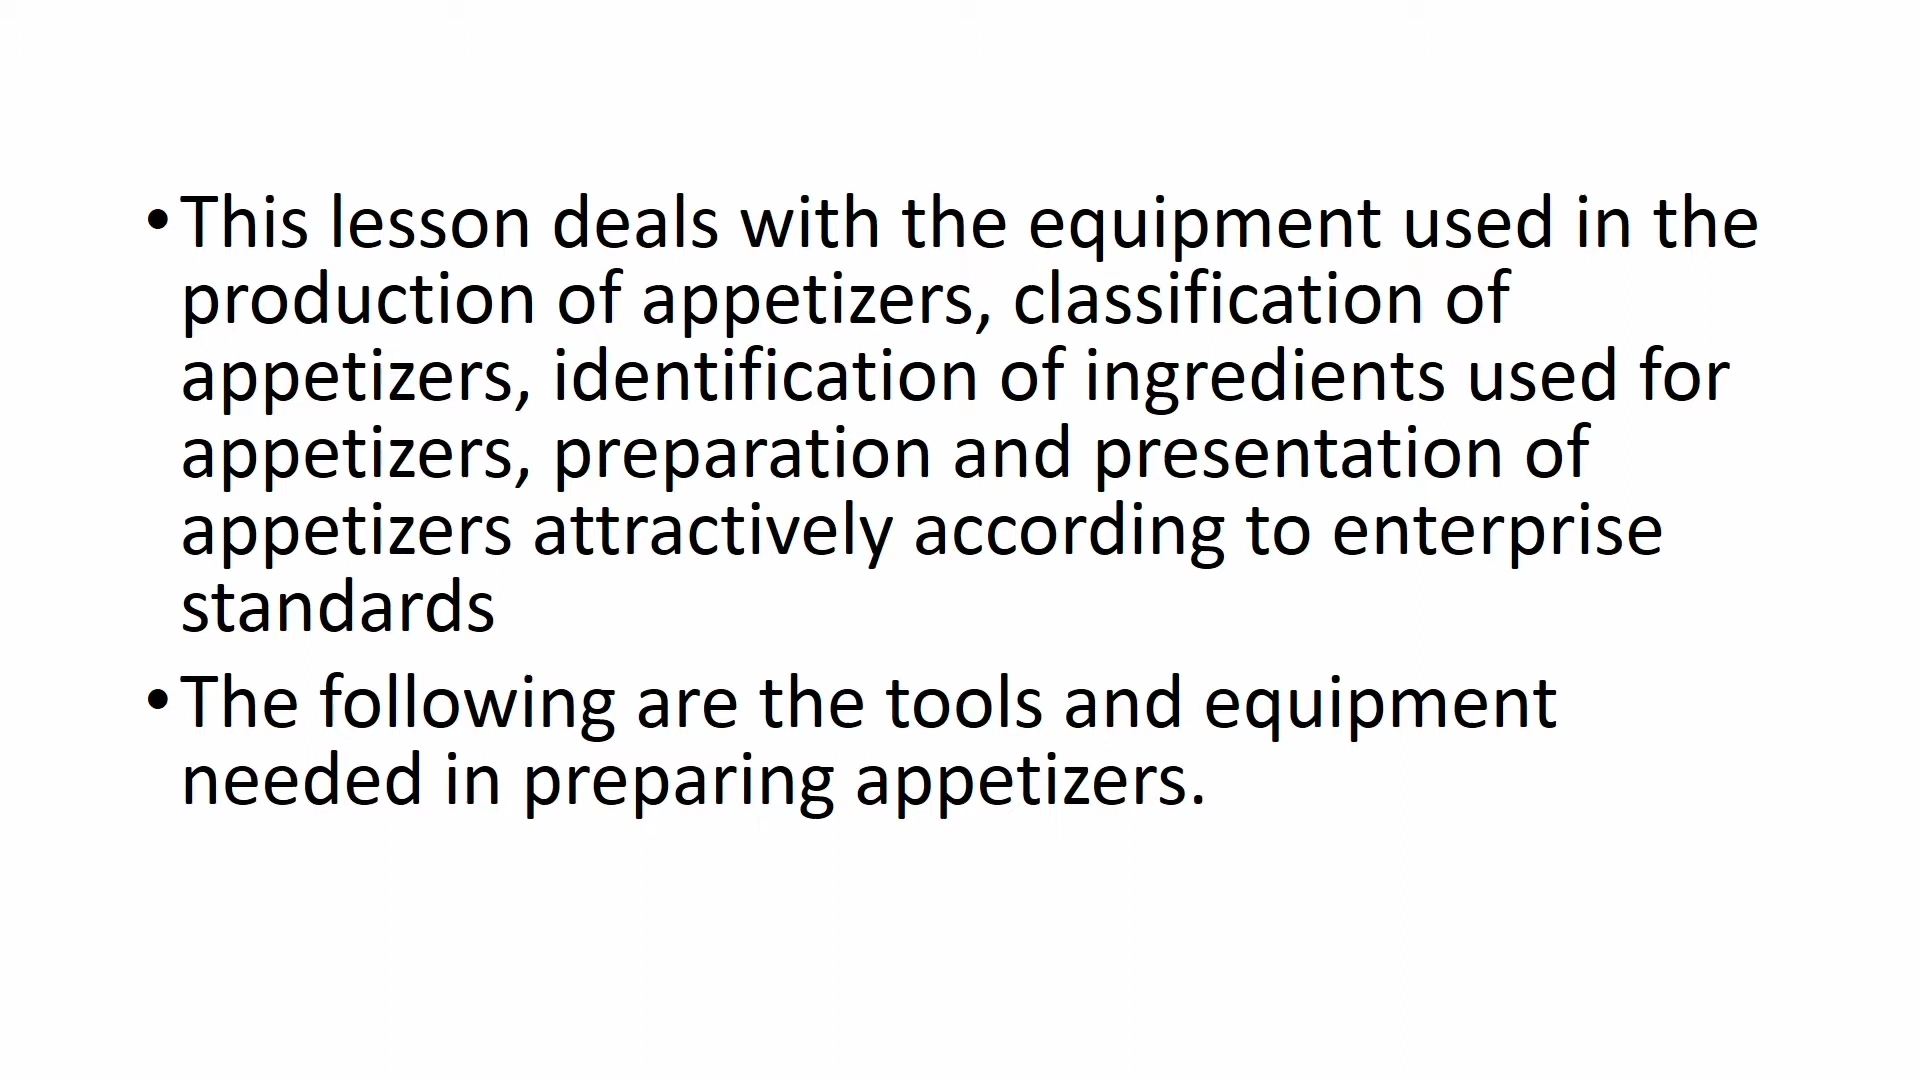 • This lesson deals with the equipment used in the
production of appetizers, classification of
appetizers, identification of ingredients used for
appetizers, preparation and presentation of
appetizers attractively according to enterprise
standards
• The following are the tools and equipment
needed in preparing appetizers.